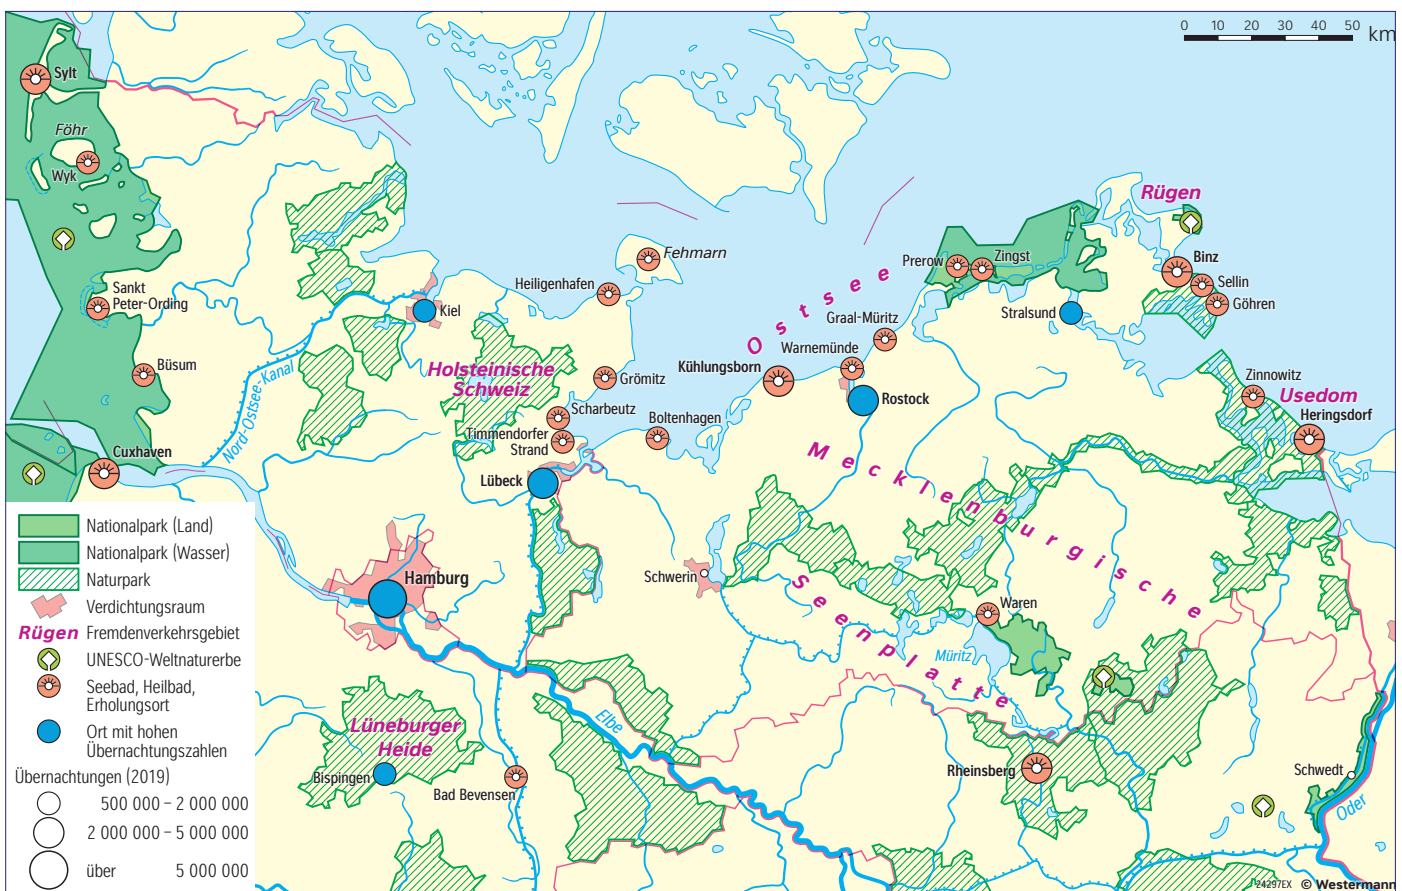 0 10 20 30 40 50 km
Sylt
Föhr
Wyk
Sankt
Peter-Ording
Büsum
Cuxhaven
Nord-Ostsee-Kanal
Kiel
Heiligenhafen
Fehmarn
Holsteinische
Schweiz
Grömitz
Scharbeutz
Timmendorfer
Strand
Lübeck
Boltenhagen
Ostsee
Kühlungsborn
Warnemünde
Graal-Müritz
Rostock
Prerow
Zingst
Stralsund
Rügen
Binz
Sellin
Göhren
Zinnowitz
Usedom
Heringsdorf
Mecklenburgische
Seenplatte
Schwerin
Waren
Müritz
Hamburg
Elbe
Lüneburger
Heide
Bispingen
Bad Bevensen
Rheinsberg
Schwedt
Oder
Nationalpark (Land)
Nationalpark (Wasser)
Naturpark
Verdichtungsraum
Rügen Fremdenverkehrsgebiet
UNESCO-Weltnaturerbe
Seebad, Heilbad,
Erholungsort
Ort mit hohen
Übernachtungszahlen
Übernachtungen (2019)
500 000 – 2 000 000
2 000 000 – 5 000 000
über 5 000 000
24297EX © Westermann